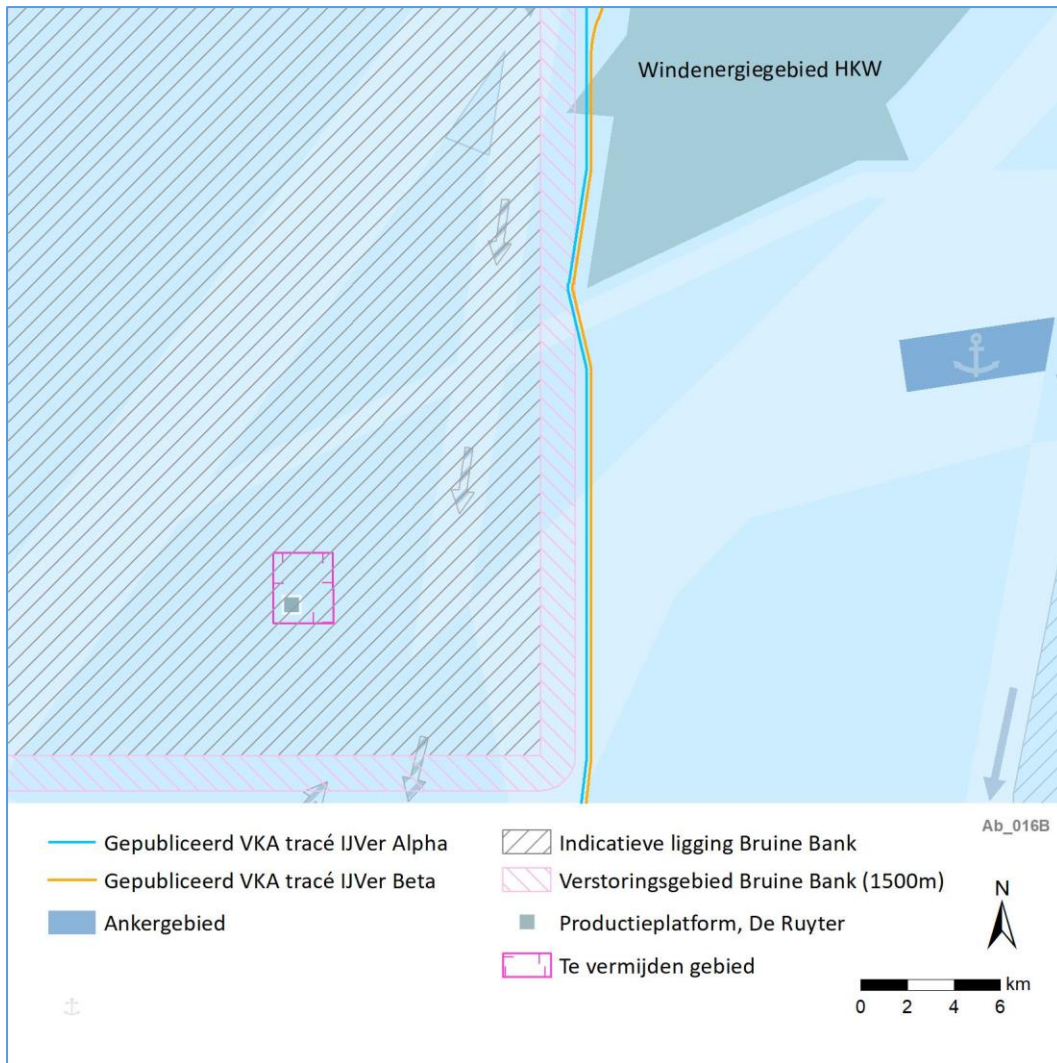 Windenergiegebied HKW
Ab_016B
Gepubliceerd VKA tracé IJVer Alpha
Gepubliceerd VKA tracé IJVer Beta
Ankergebied
Indicatieve ligging Bruine Bank
Verstoringsgebied Bruine Bank (1500m)
Productieplatform, De Ruyter
Te vermijden gebied
N
km
0 2 4 6